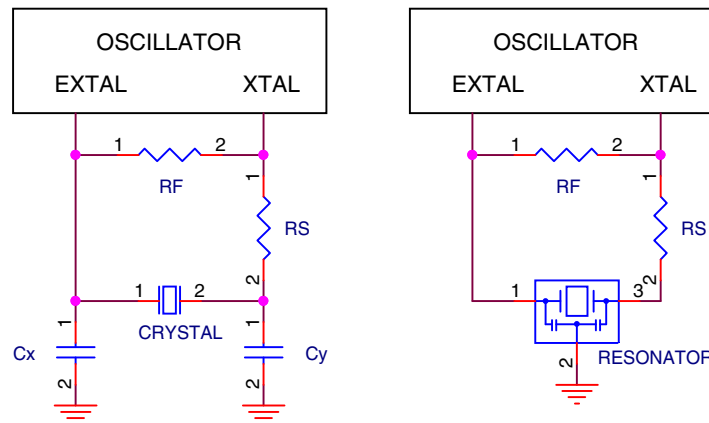 OSCILLATOR
EXTAL XTAL
1 2
RF
1
RS
2
1 2
CRYSTAL
1
Cx
2
1
Cy
2
OSCILLATOR
EXTAL XTAL
1 2
RF
1
RS
2
1 3
2
RESONATOR